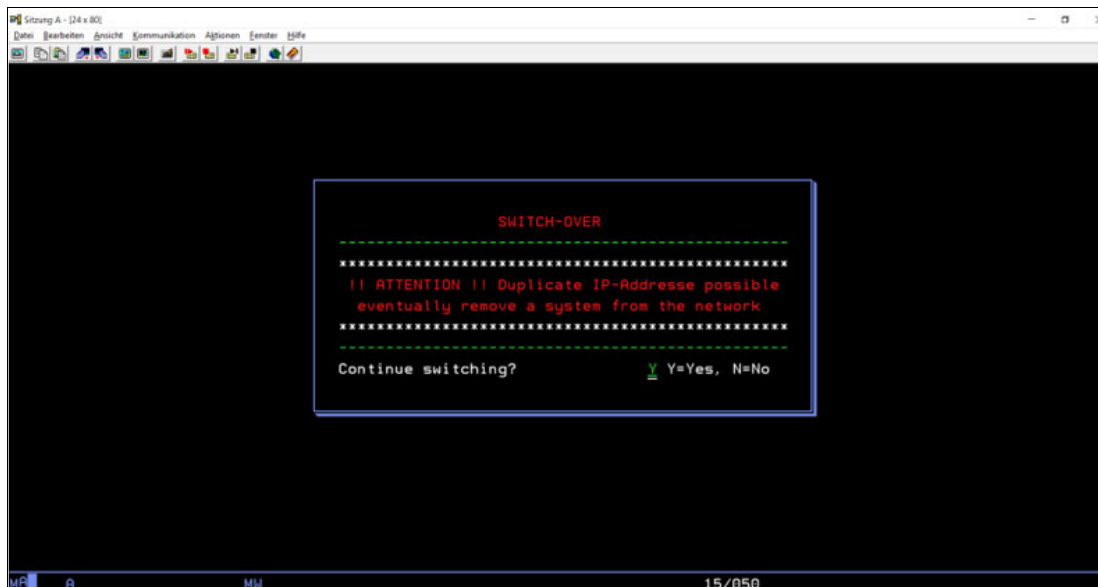 Sitzung A - [24 x 80]
Datei Bearbeiten Ansicht Kommunikation Aktionen Fenster Hilfe
SWITCH-OVER
------------------------------------------------
************************************************
!! ATTENTION !! Duplicate IP-Addresse possible
eventually remove a system from the network
************************************************
------------------------------------------------
Continue switching? Y Y=Yes, N=No
MA A MW 15/050